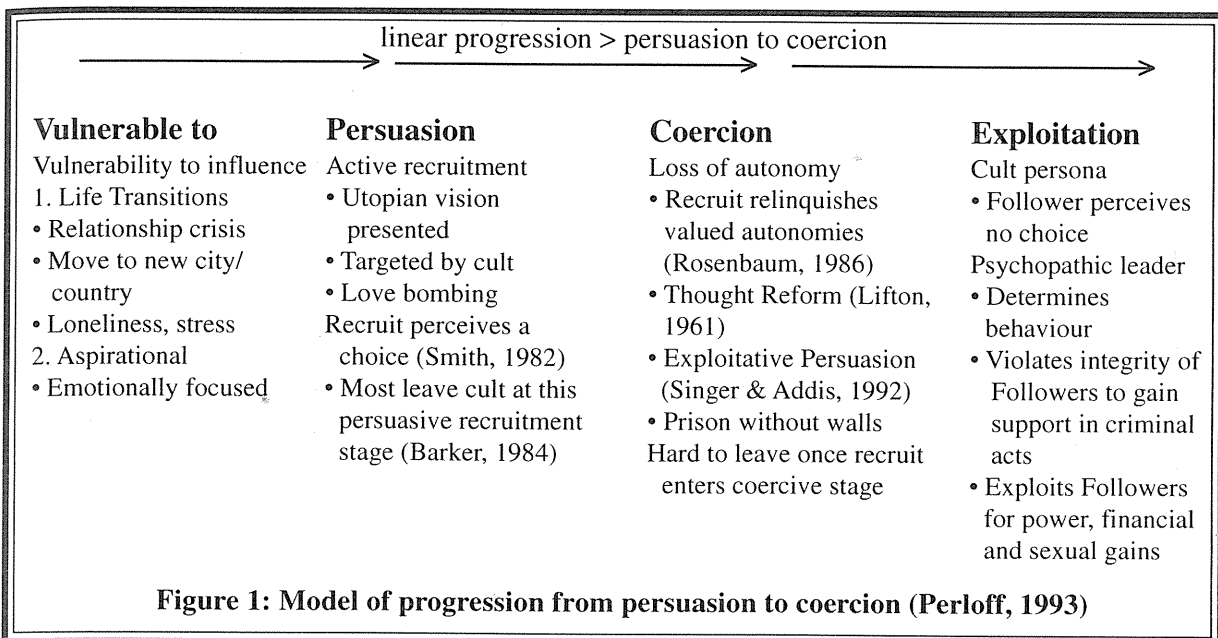 linear progression > persuasion to coercion
Vulnerable to
Vulnerability to influence
1. Life Transitions
• Relationship crisis
• Move to new city/
country
• Loneliness, stress
2. Aspirational
• Emotionally focused
Persuasion
Active recruitment
• Utopian vision
presented
• Targeted by cult
• Love bombing
Recruit perceives a
choice (Smith, 1982)
• Most leave cult at this
persuasive recruitment
stage (Barker, 1984)
Coercion
Loss of autonomy
• Recruit relinquishes
valued autonomies
(Rosenbaum, 1986)
• Thought Reform (Lifton,
1961)
• Exploitative Persuasion
(Singer & Addis, 1992)
• Prison without walls
Hard to leave once recruit
enters coercive stage
Exploitation
Cult persona
• Follower perceives
no choice
Psychopathic leader
• Determines
behaviour
• Violates integrity of
Followers to gain
support in criminal
acts
• Exploits Followers
for power, financial
and sexual gains
Figure 1: Model of progression from persuasion to coercion (Perloff, 1993)